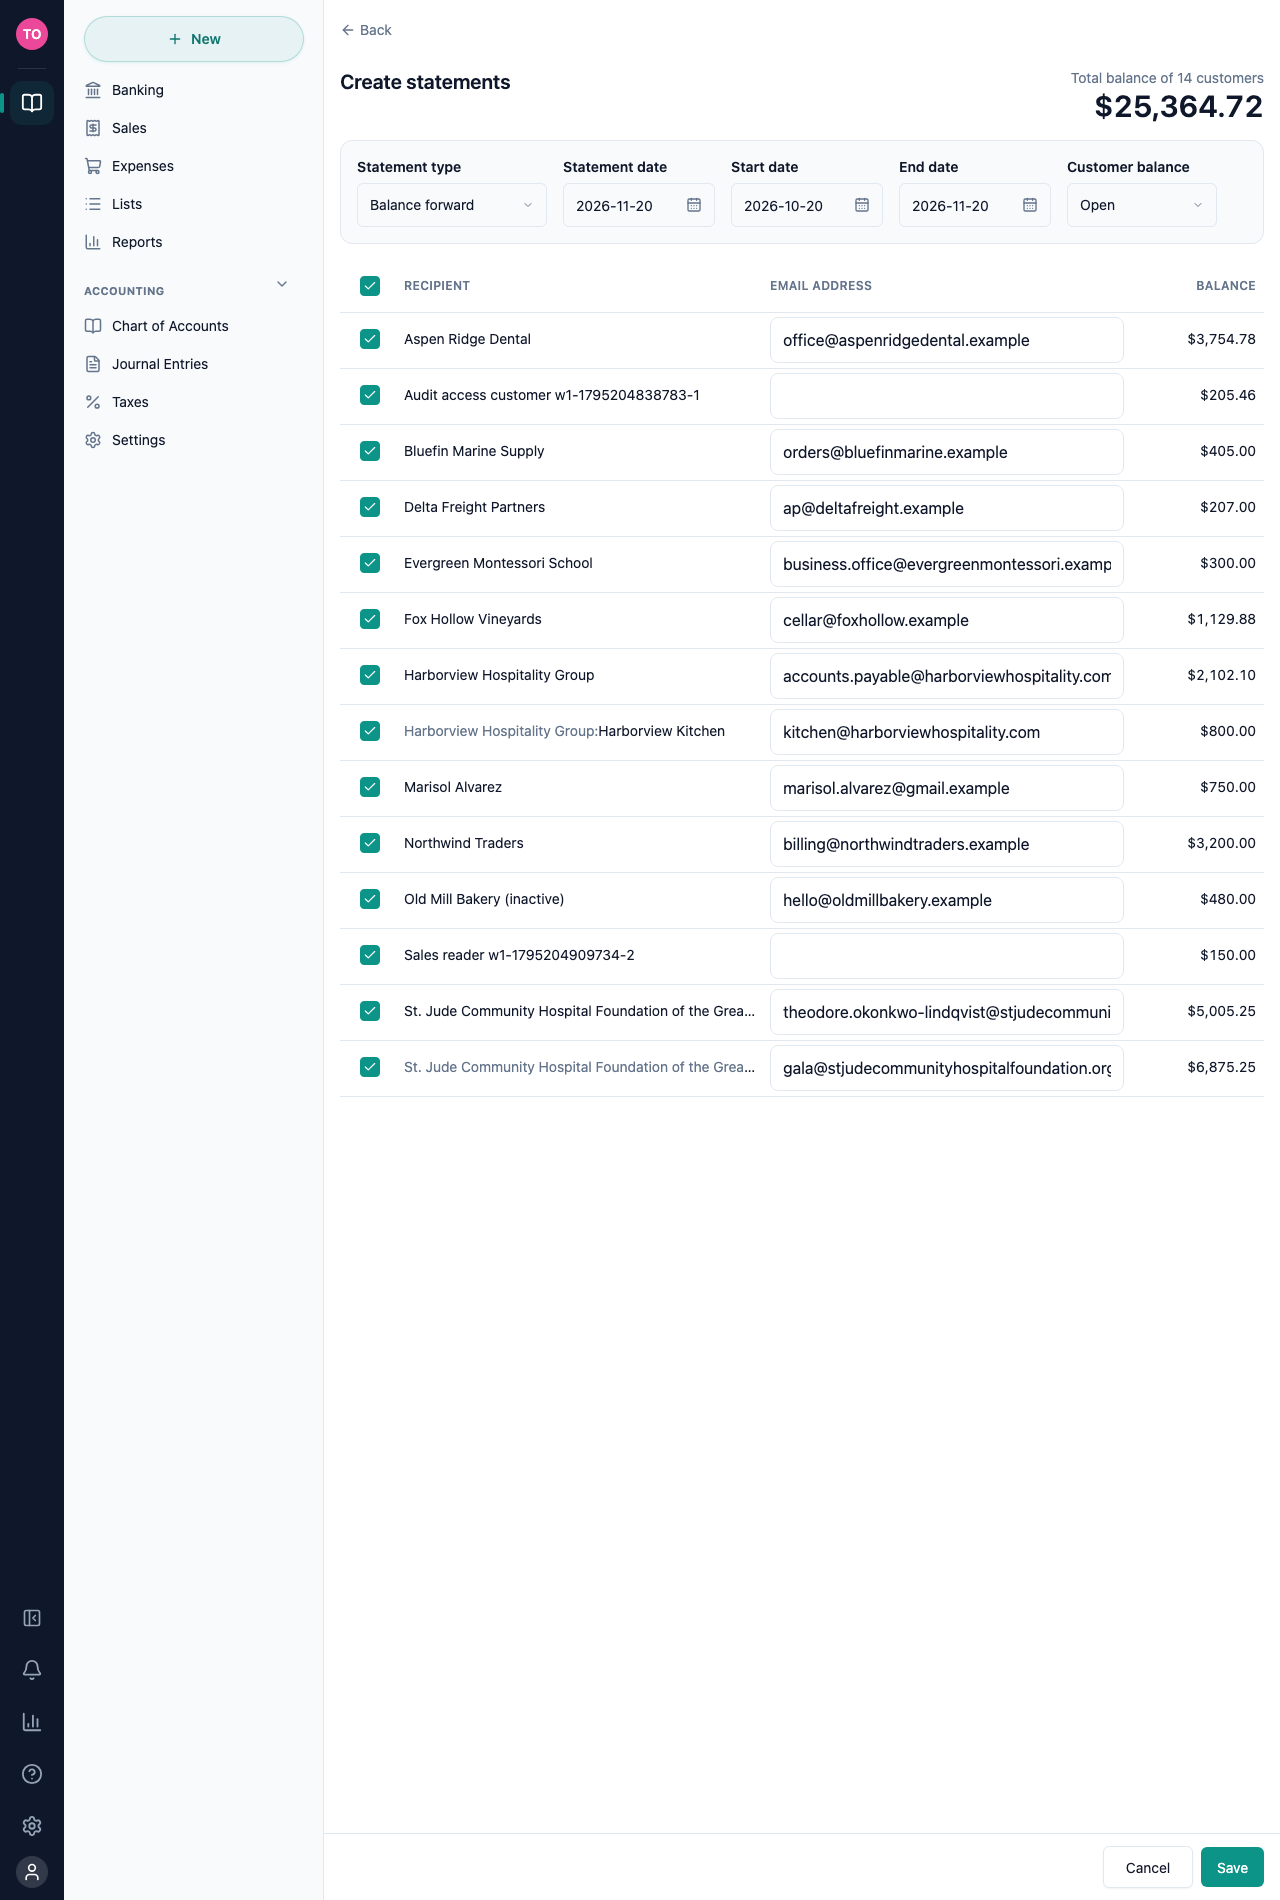 TO
New
Banking
Sales
Expenses
Lists
Reports
ACCOUNTING
Chart of Accounts
Journal Entries
Taxes
Settings
Back
Create statements
Total balance of 14 customers
$25,364.72
Statement type Statement date Start date End date Customer balance
Balance forward 2026-11-20 2026-10-20 2026-11-20 Open
RECIPIENT EMAIL ADDRESS BALANCE
Aspen Ridge Dental office@aspenridgedental.example $3,754.78
Audit access customer w1-1795204838783-1 $205.46
Bluefin Marine Supply orders@bluefinmarine.example $405.00
Delta Freight Partners ap@deltafreight.example $207.00
Evergreen Montessori School business.office@evergreenmontessori.examp $300.00
Fox Hollow Vineyards cellar@foxhollow.example $1,129.88
Harborview Hospitality Group accounts.payable@harborviewhospitality.com $2,102.10
Harborview Hospitality Group:Harborview Kitchen kitchen@harborviewhospitality.com $800.00
Marisol Alvarez marisol.alvarez@gmail.example $750.00
Northwind Traders billing@northwindtraders.example $3,200.00
Old Mill Bakery (inactive) hello@oldmillbakery.example $480.00
Sales reader w1-1795204909734-2 $150.00
St. Jude Community Hospital Foundation of the Grea... theodore.okonkwo-lindqvist@stjudecommuni $5,005.25
St. Jude Community Hospital Foundation of the Grea... gala@stjudecommunityhospitalfoundation.org $6,875.25
Cancel
Save